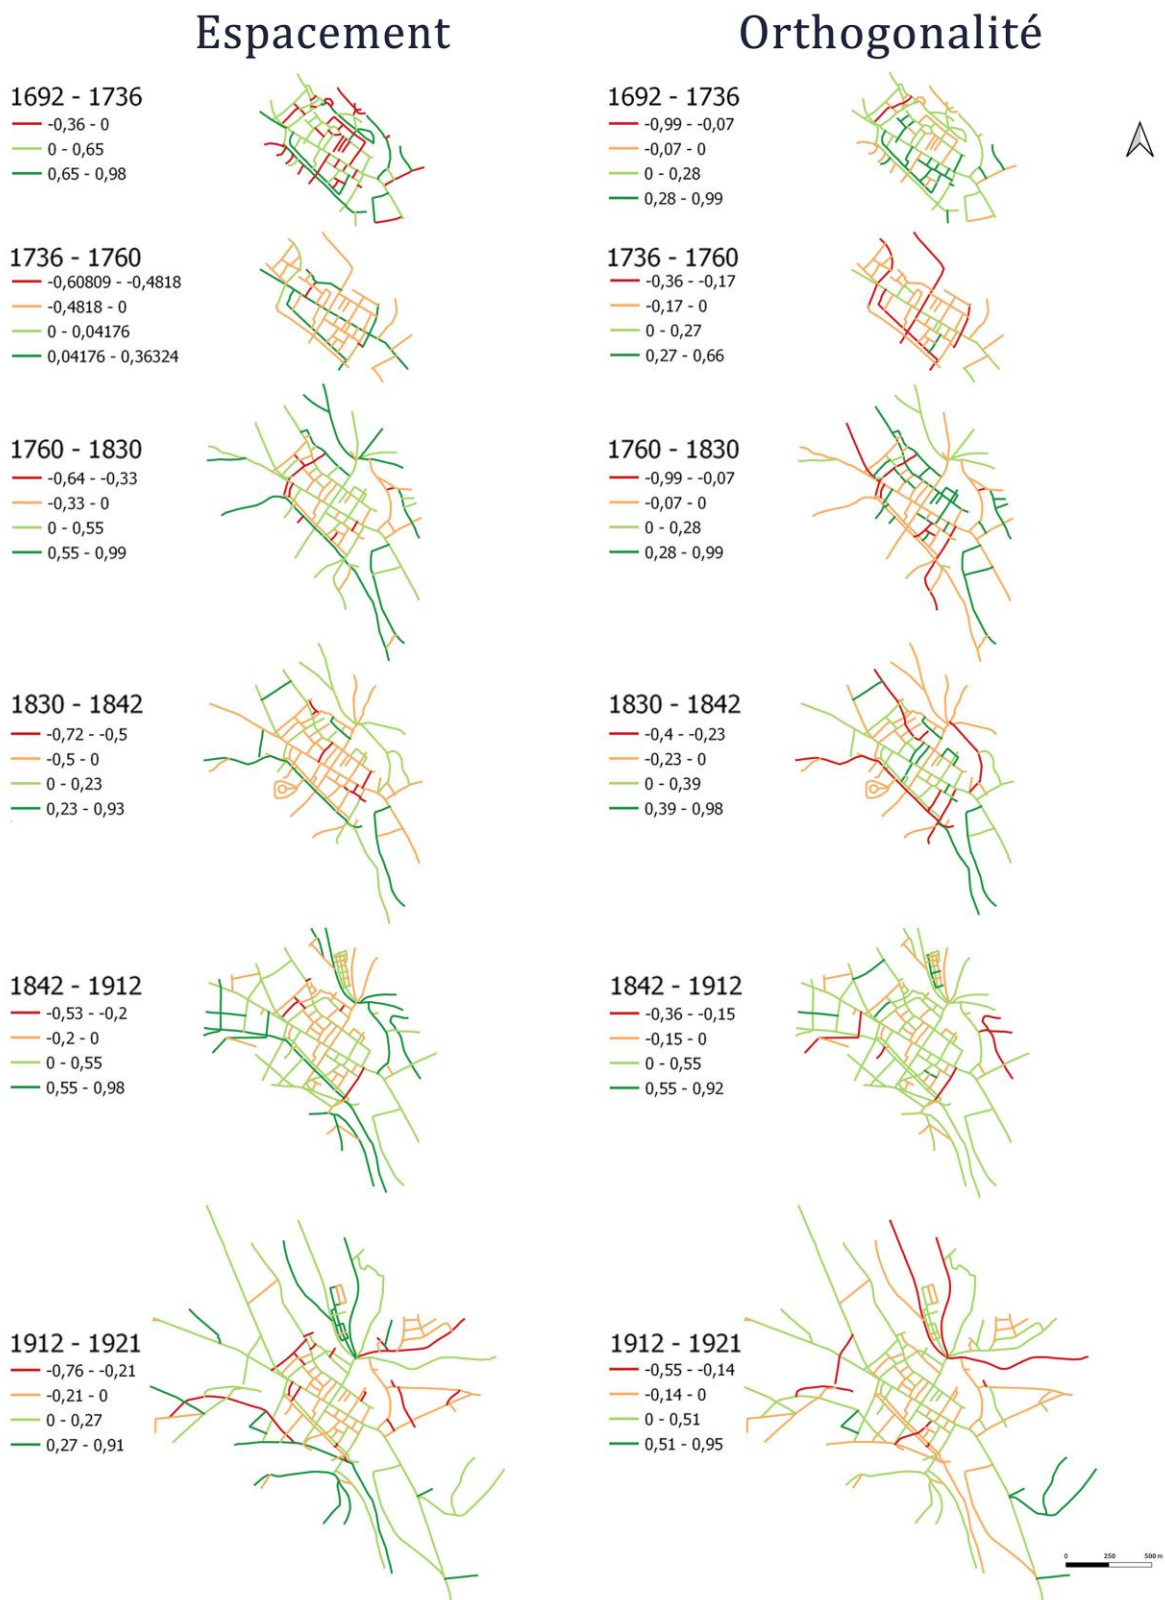 Espacement
Orthogonalité
1692 - 1736
-0,36 - 0
0 - 0,65
0,65 - 0,98
1692 - 1736
-0,99 - -0,07
-0,07 - 0
0 - 0,28
0,28 - 0,99
1736 - 1760
-0,60809 - -0,4818
-0,4818 - 0
0 - 0,04176
0,04176 - 0,36324
1736 - 1760
-0,36 - -0,17
-0,17 - 0
0 - 0,27
0,27 - 0,66
1760 - 1830
-0,64 - -0,33
-0,33 - 0
0 - 0,55
0,55 - 0,99
1760 - 1830
-0,99 - -0,07
-0,07 - 0
0 - 0,28
0,28 - 0,99
1830 - 1842
-0,72 - -0,5
-0,5 - 0
0 - 0,23
0,23 - 0,93
1830 - 1842
-0,4 - -0,23
-0,23 - 0
0 - 0,39
0,39 - 0,98
1842 - 1912
-0,53 - -0,2
-0,2 - 0
0 - 0,55
0,55 - 0,98
1842 - 1912
-0,36 - -0,15
-0,15 - 0
0 - 0,55
0,55 - 0,92
1912 - 1921
-0,76 - -0,21
-0,21 - 0
0 - 0,27
0,27 - 0,91
1912 - 1921
-0,55 - -0,14
-0,14 - 0
0 - 0,51
0,51 - 0,95
0 250 500 m